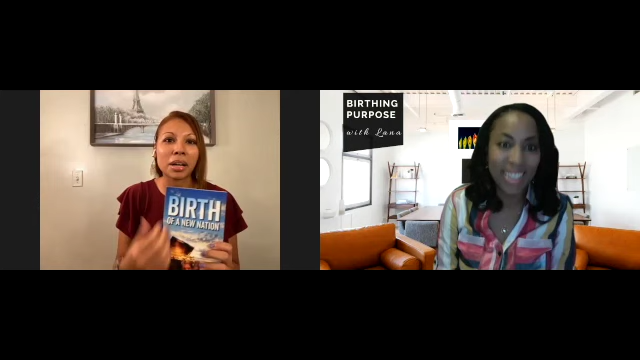 BIRTH
OF A NEW NATION
BIRTHING
PURPOSE
with Lana